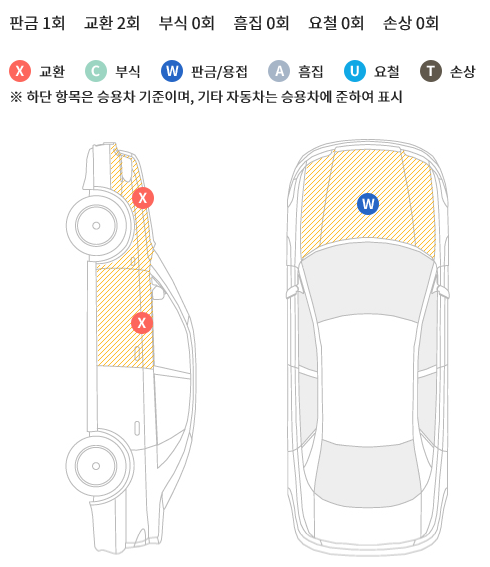 판금 1회 교환 2회 부식 0회 흠집 0회 요철 0회 손상 0회
X 교환 C 부식 W 판금/용접 A 흠집 U 요철 T 손상
※ 하단 항목은 승용차 기준이며, 기타 자동차는 승용차에 준하여 표시
X
W
X